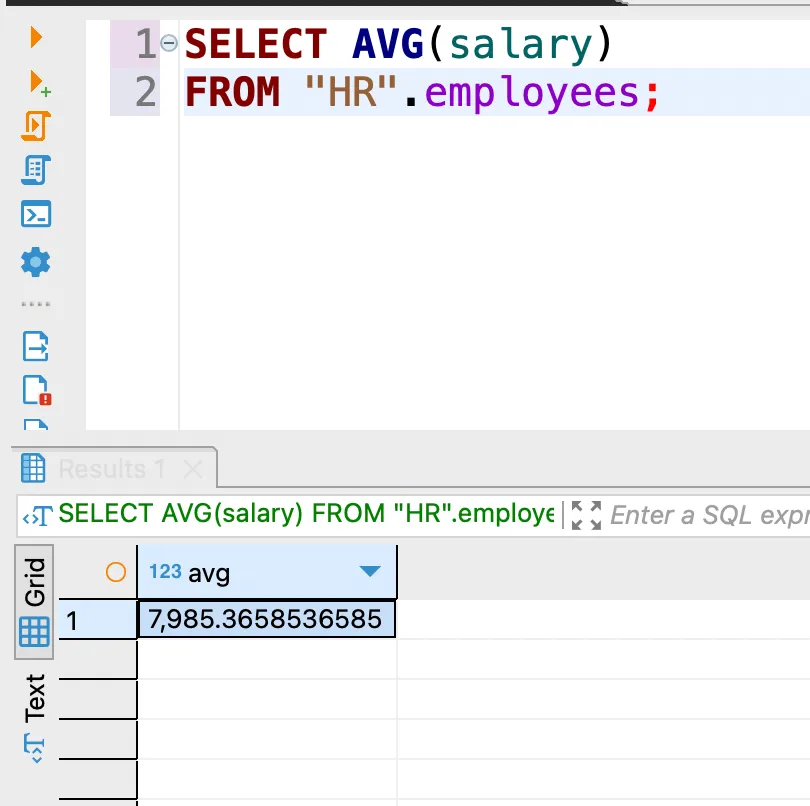 1 SELECT AVG(salary)
2 FROM "HR".employees;
Results 1
SELECT AVG(salary) FROM "HR".employe
Enter a SQL expr
Grid
123 avg
1 7,985.3658536585
Text